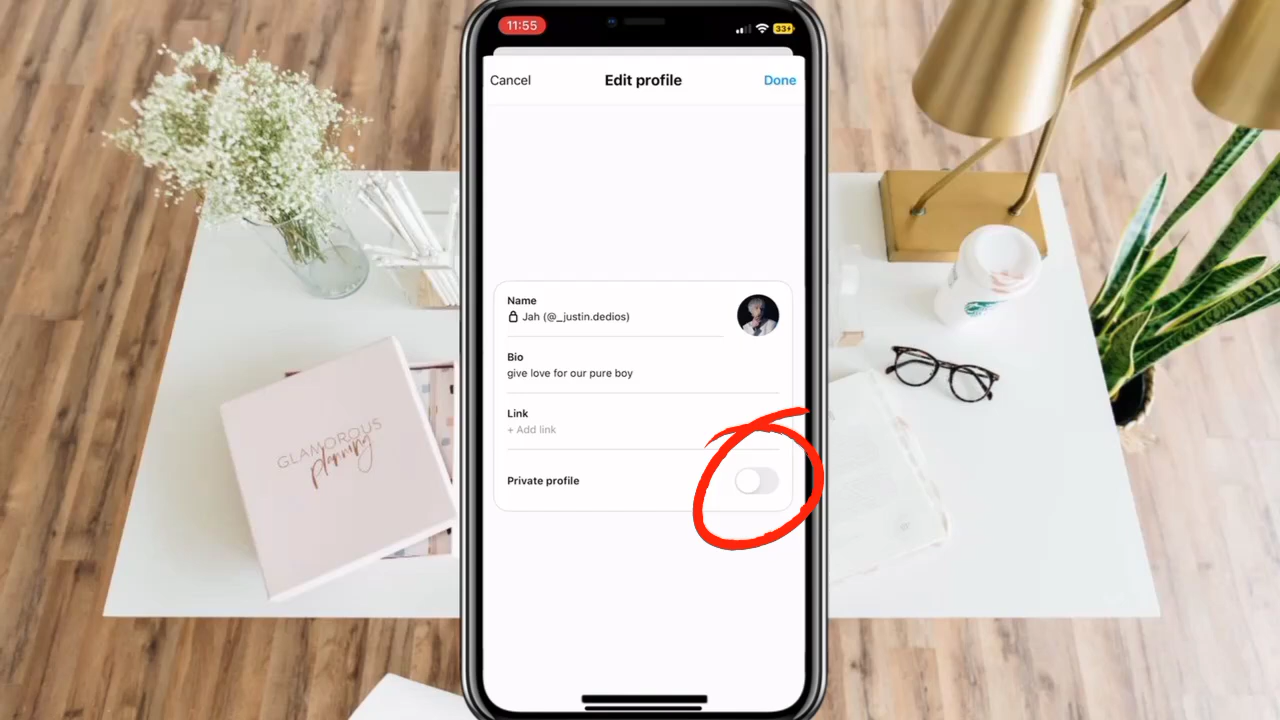 11:55
33
Cancel
Edit profile
Done
Name
Jah (@_justin.dedios)
Bio
give love for our pure boy
Link
+ Add link
Private profile
GLAMOROUS
planning